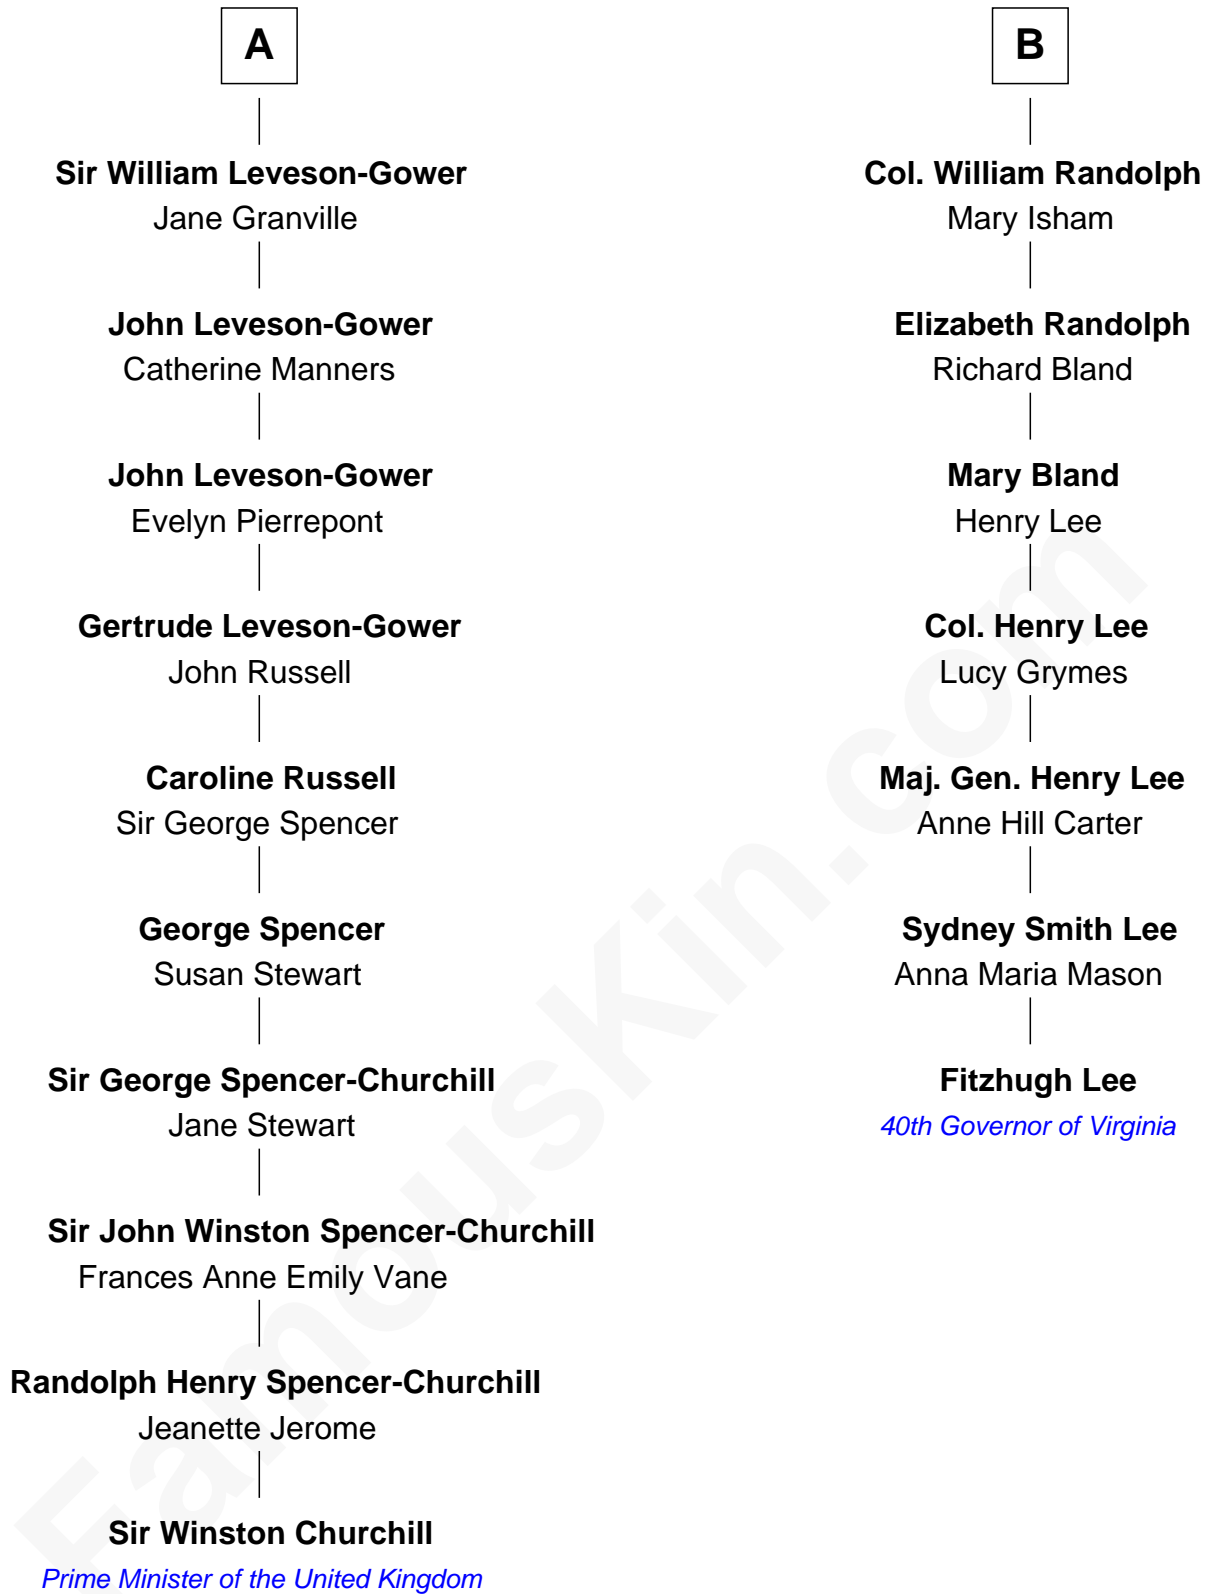 A
Sir William Leveson-Gower
Jane Granville
John Leveson-Gower
Catherine Manners
John Leveson-Gower
Evelyn Pierrepont
Gertrude Leveson-Gower
John Russell
Caroline Russell
Sir George Spencer
George Spencer
Susan Stewart
Sir George Spencer-Churchill
Jane Stewart
Sir John Winston Spencer-Churchill
Frances Anne Emily Vane
Randolph Henry Spencer-Churchill
Jeanette Jerome
Sir Winston Churchill
Prime Minister of the United Kingdom
B
Col. William Randolph
Mary Isham
Elizabeth Randolph
Richard Bland
Mary Bland
Henry Lee
Col. Henry Lee
Lucy Grymes
Maj. Gen. Henry Lee
Anne Hill Carter
Sydney Smith Lee
Anna Maria Mason
Fitzhugh Lee
40th Governor of Virginia
FamousKin.com